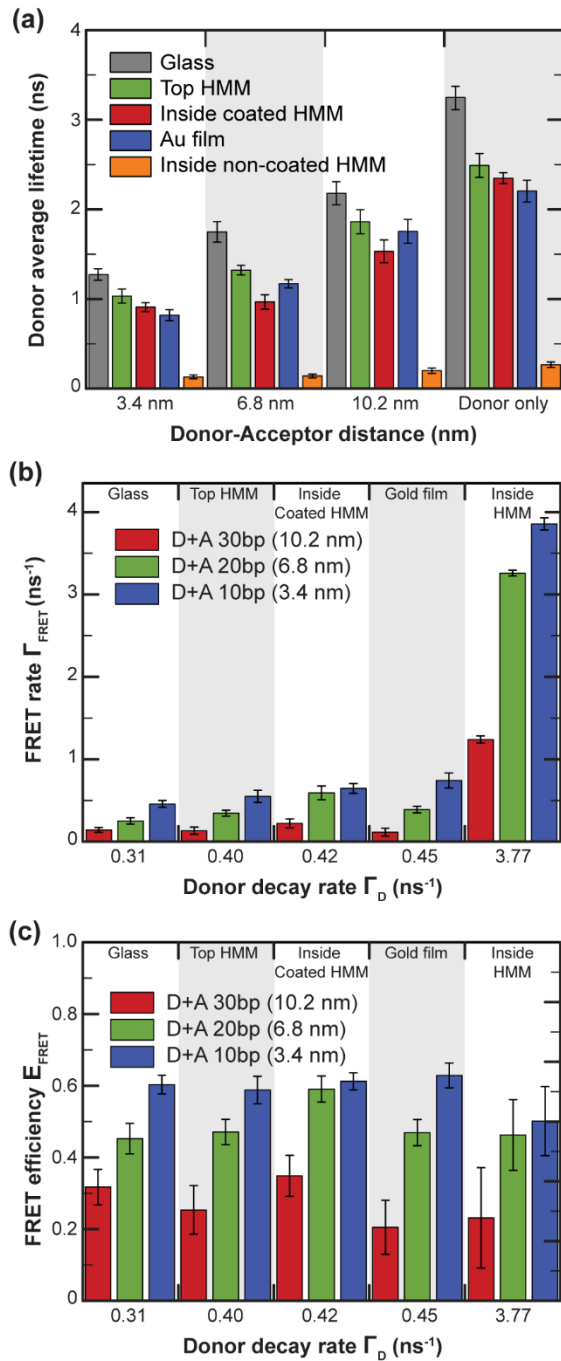 (a)
4
3
2
1
0
Donor average lifetime (ns)
Glass
Top HMM
Inside coated HMM
Au film
Inside non-coated HMM
3.4 nm 6.8 nm 10.2 nm Donor only
Donor-Acceptor distance (nm)
(b)
Glass Top HMM Inside Coated HMM Gold film Inside HMM
4
3
2
1
0
FRET rate Γ_FRET (ns⁻¹)
D+A 30bp (10.2 nm)
D+A 20bp (6.8 nm)
D+A 10bp (3.4 nm)
0.31 0.40 0.42 0.45 3.77
Donor decay rate Γ_D (ns⁻¹)
(c)
Glass Top HMM Inside Coated HMM Gold film Inside HMM
1.0
0.8
0.6
0.4
0.2
0.0
FRET efficiency E_FRET
D+A 30bp (10.2 nm)
D+A 20bp (6.8 nm)
D+A 10bp (3.4 nm)
0.31 0.40 0.42 0.45 3.77
Donor decay rate Γ_D (ns⁻¹)